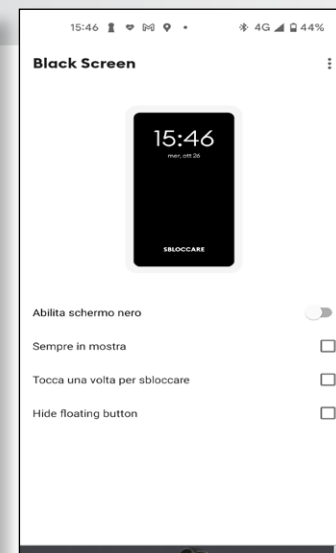 15:46 4G 44%
Black Screen
15:46
mer, ott 26
SBLOCCARE
Abilita schermo nero
Sempre in mostra
Tocca una volta per sbloccare
Hide floating button